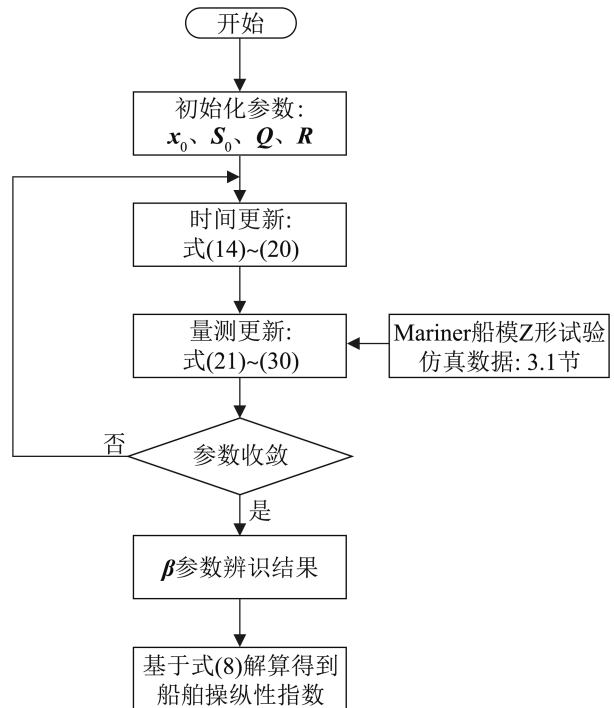 开始
初始化参数:
x₀、S₀、Q、R
时间更新:
式(14)~(20)
量测更新:
式(21)~(30)
Mariner船模Z形试验
仿真数据: 3.1节
否
参数收敛
是
β参数辨识结果
基于式(8)解算得到
船舶操纵性指数